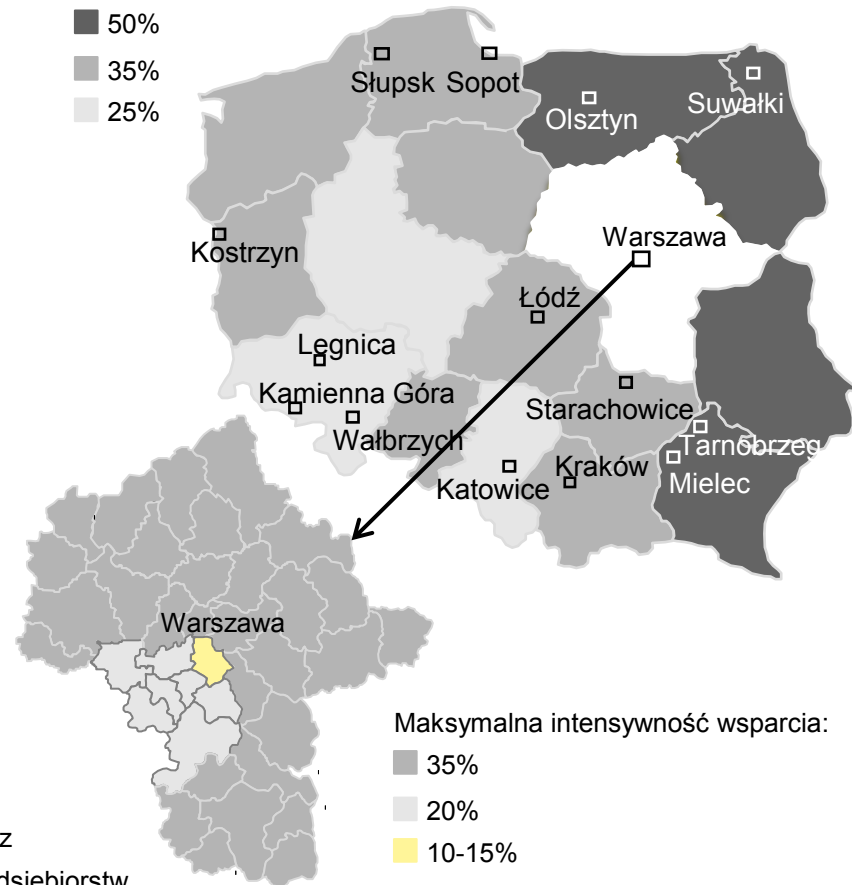 50%
35%
25%
Słupsk
Sopot
Olsztyn
Suwałki
Kostrzyn
Warszawa
Łódź
Legnica
Kamienna Góra
Wałbrzych
Starachowice
Tarnobrzeg
Katowice
Kraków
Mielec
Warszawa
Maksymalna intensywność wsparcia:
35%
20%
10-15%
z
dsiębiorstw